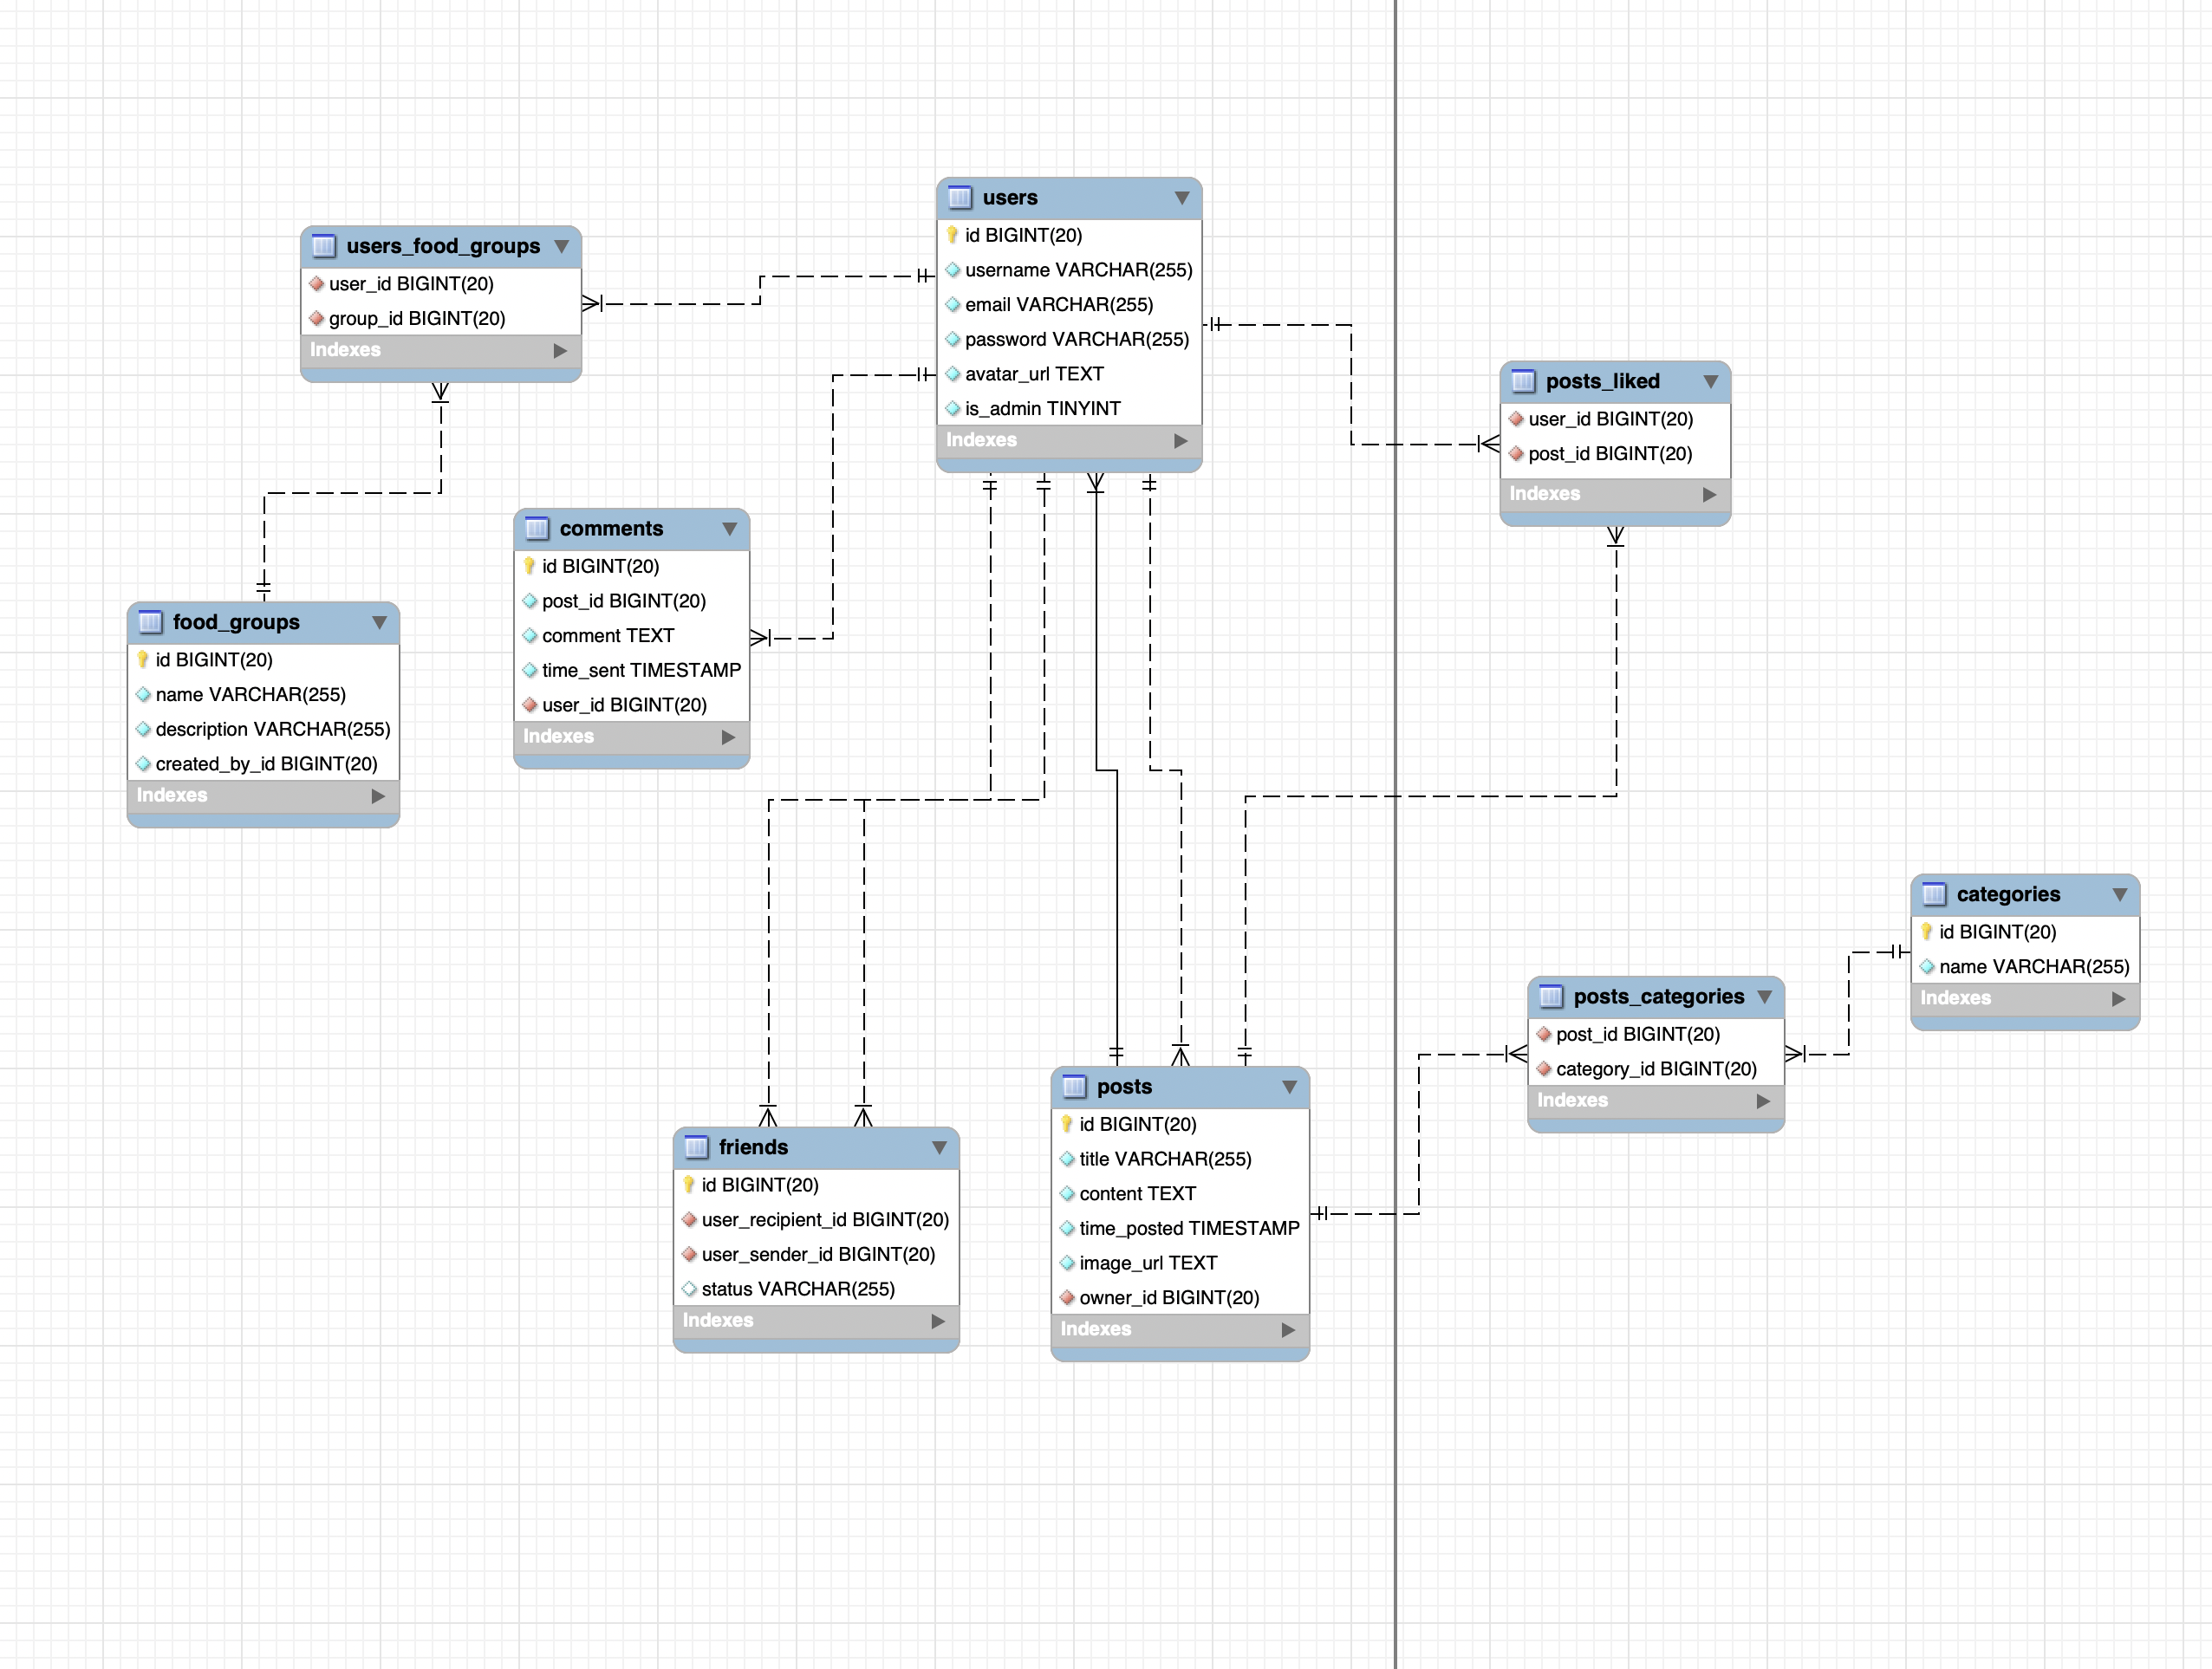 users
id BIGINT(20)
username VARCHAR(255)
email VARCHAR(255)
password VARCHAR(255)
avatar_url TEXT
is_admin TINYINT
Indexes
users_food_groups
user_id BIGINT(20)
group_id BIGINT(20)
Indexes
posts_liked
user_id BIGINT(20)
post_id BIGINT(20)
Indexes
comments
id BIGINT(20)
post_id BIGINT(20)
comment TEXT
time_sent TIMESTAMP
user_id BIGINT(20)
Indexes
food_groups
id BIGINT(20)
name VARCHAR(255)
description VARCHAR(255)
created_by_id BIGINT(20)
Indexes
categories
id BIGINT(20)
name VARCHAR(255)
Indexes
posts_categories
post_id BIGINT(20)
category_id BIGINT(20)
Indexes
posts
id BIGINT(20)
title VARCHAR(255)
content TEXT
time_posted TIMESTAMP
image_url TEXT
owner_id BIGINT(20)
Indexes
friends
id BIGINT(20)
user_recipient_id BIGINT(20)
user_sender_id BIGINT(20)
status VARCHAR(255)
Indexes